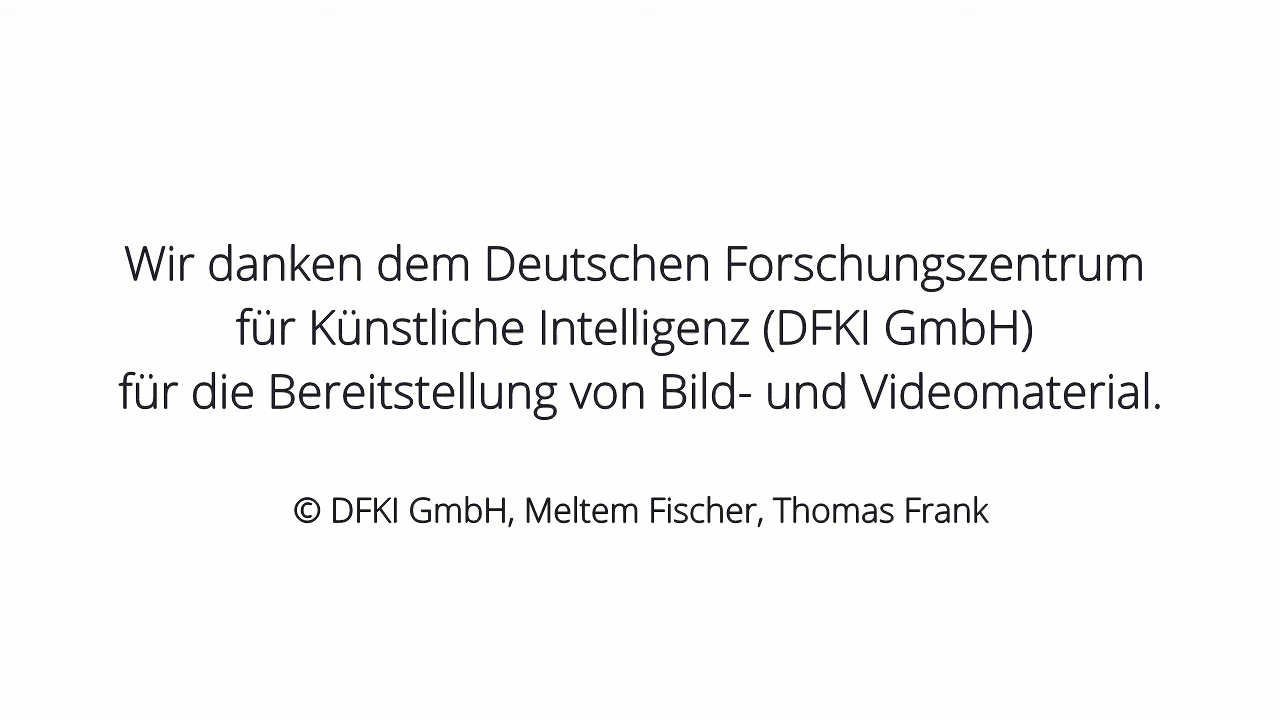 Wir danken dem Deutschen Forschungszentrum
für Künstliche Intelligenz (DFKI GmbH)
für die Bereitstellung von Bild- und Videomaterial.
© DFKI GmbH, Meltem Fischer, Thomas Frank